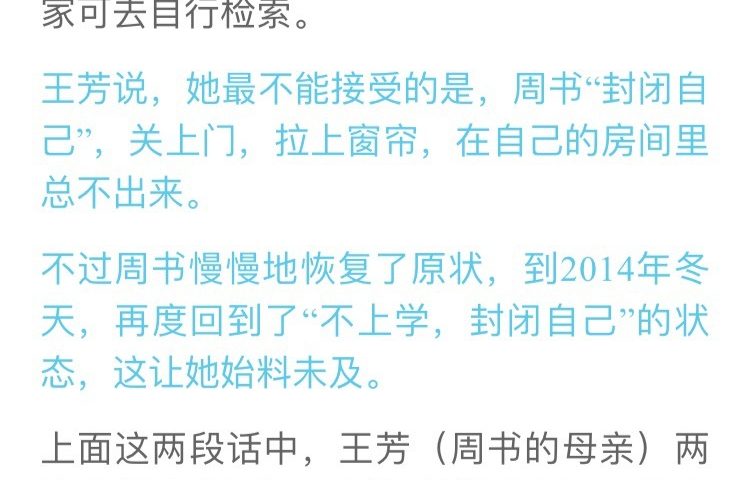 家可去自行检索。
王芳说，她最不能接受的是，周书“封闭自
己”，关上门，拉上窗帘，在自己的房间里
总不出来。
不过周书慢慢地恢复了原状，到2014年冬
天，再度回到了“不上学，封闭自己”的状
态，这让她始料未及。
上面这两段话中，王芳（周书的母亲）两